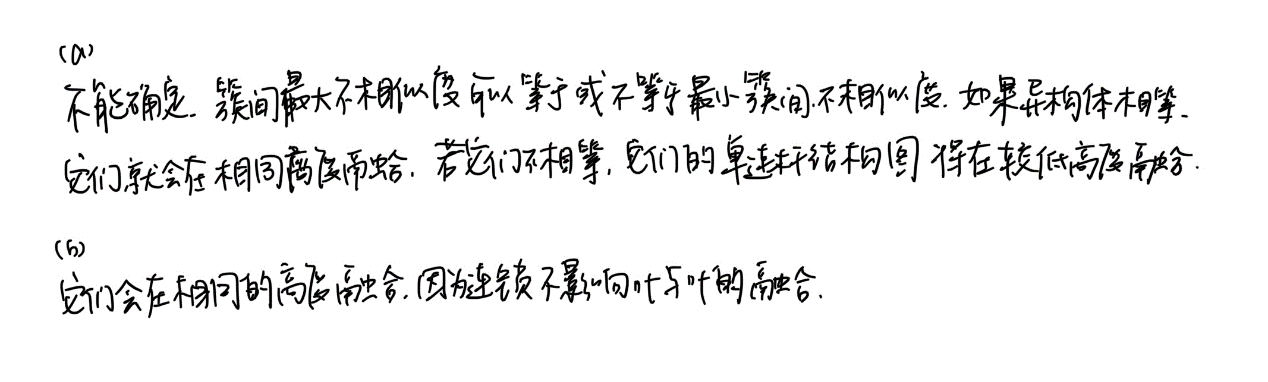 (a)
不能确定. 簇间最大不相似度可以等于或不等于最小簇间不相似度. 如果异构体相等.
它们就会在相同高度融合. 若它们不相等, 它们的单连杆结构图将在较低高度融合.
(b)
它们会在相同的高度融合. 因为连锁不影响叶与叶的融合.